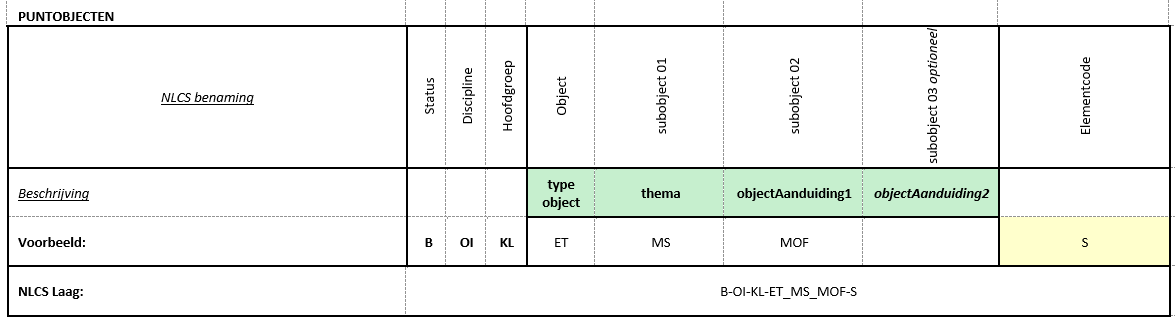 PUNTOBJECTEN
NLCS benaming
Status
Discipline
Hoofdgroep
Object
subobject 01
subobject 02
subobject 03 optioneel
Elementcode
Beschrijving
type
object
thema
objectAanduiding1
objectAanduiding2
Voorbeeld:
B
OI
KL
ET
MS
MOF
S
NLCS Laag:
B-OI-KL-ET_MS_MOF-S